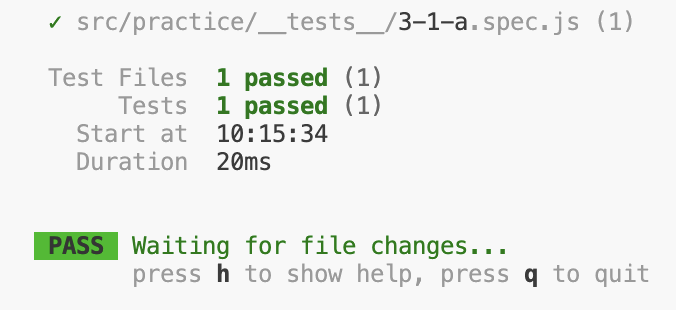 ✓ src/practice/__tests__/3-1-a.spec.js (1)
Test Files 1 passed (1)
Tests 1 passed (1)
Start at 10:15:34
Duration 20ms
PASS Waiting for file changes...
press h to show help, press q to quit